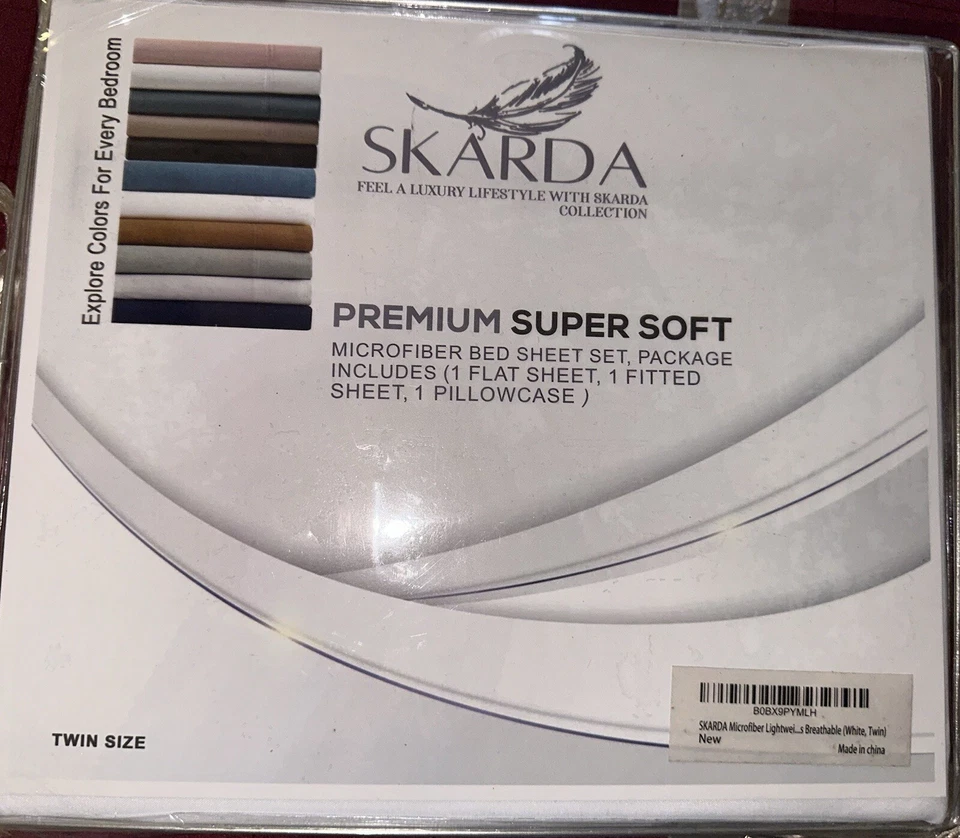 Explore Colors For Every Bedroom
SKARDA
FEEL A LUXURY LIFESTYLE WITH SKARDA
COLLECTION
PREMIUM SUPER SOFT
MICROFIBER BED SHEET SET, PACKAGE
INCLUDES (1 FLAT SHEET, 1 FITTED
SHEET, 1 PILLOWCASE )
TWIN SIZE
B0BX9PYMLH
SKARDA Microfiber Lightwei...s Breathable (White, Twin)
New
Made in china